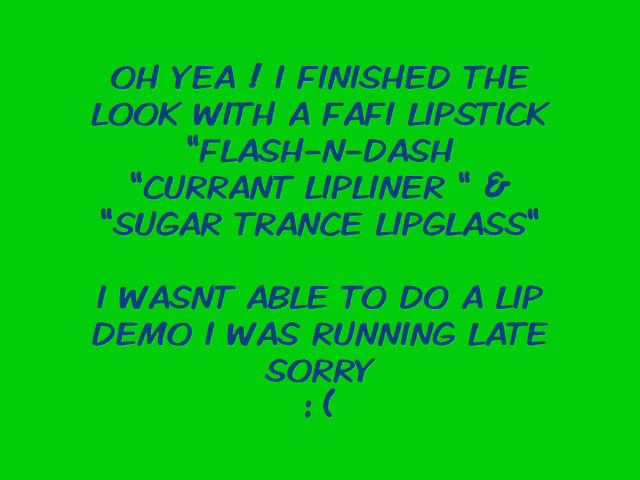 OH YEA ! I FINISHED THE
LOOK WITH A FAFI LIPSTICK
"FLASH-N-DASH
"CURRANT LIPLINER " &
"SUGAR TRANCE LIPGLASS"
I WASNT ABLE TO DO A LIP
DEMO I WAS RUNNING LATE
SORRY
: (